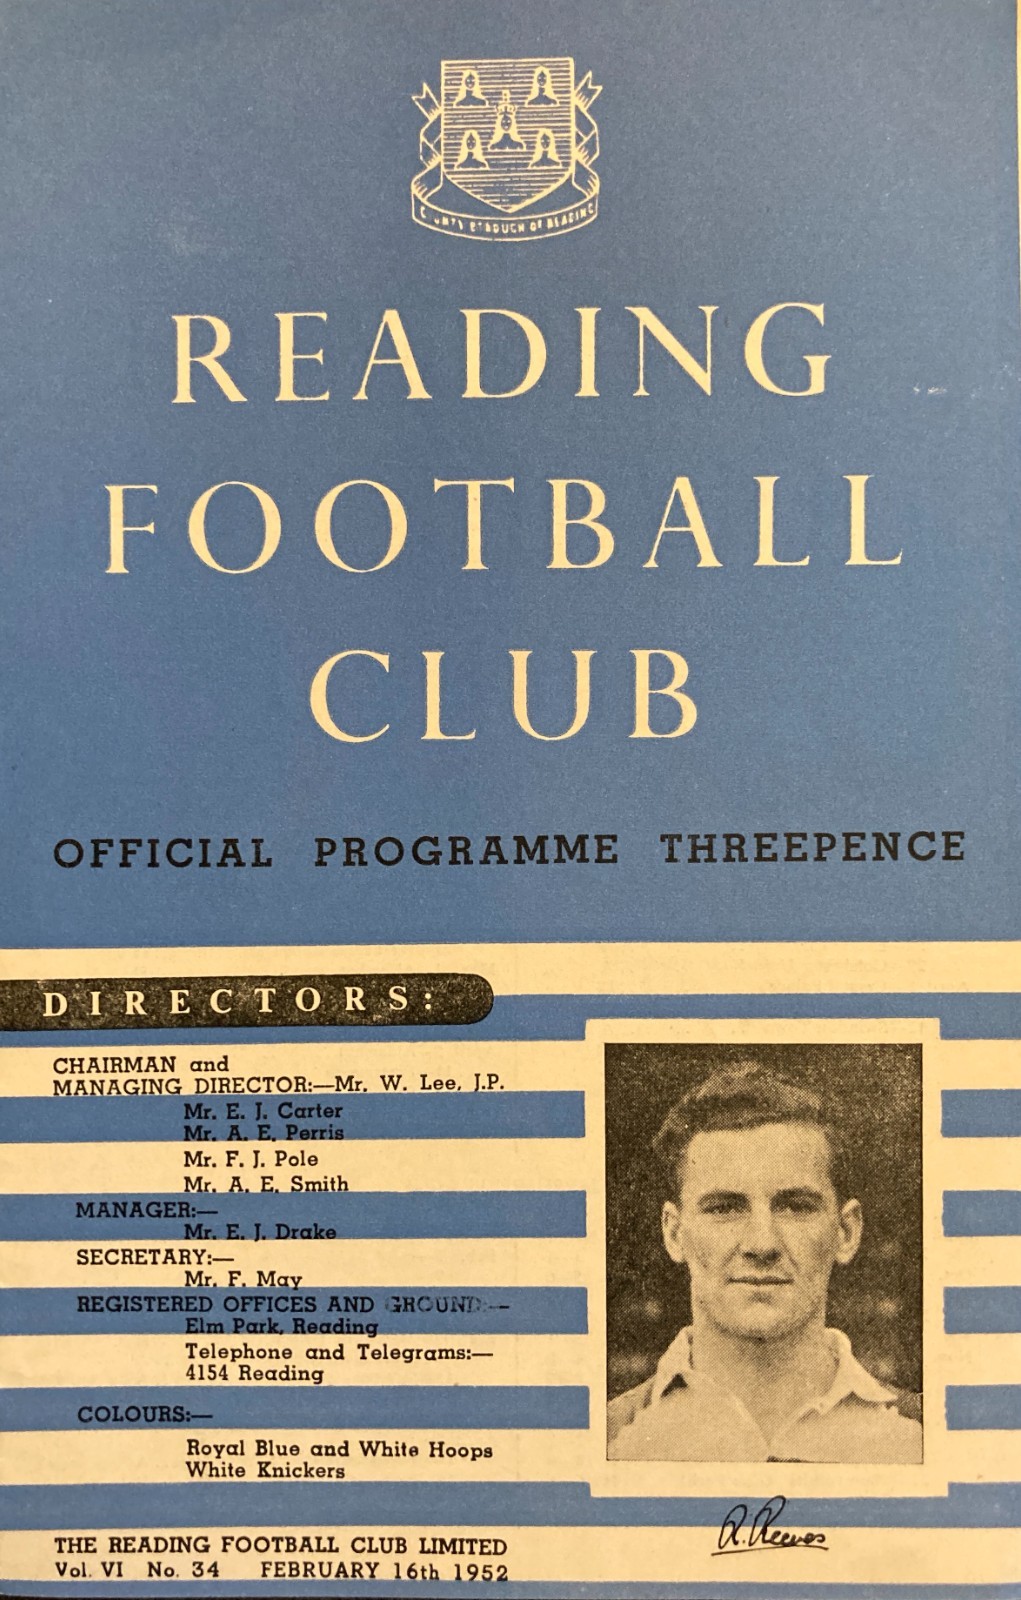 COUNTY BOROUGH OF READING
READING
FOOTBALL
CLUB
OFFICIAL PROGRAMME THREEPENCE
DIRECTORS:
CHAIRMAN and
MANAGING DIRECTOR:—Mr. W. Lee, J.P.
Mr. E. J. Carter
Mr. A. E. Perris
Mr. F. J. Pole
Mr. A. E. Smith
MANAGER:—
Mr. E. J. Drake
SECRETARY:—
Mr. F. May
REGISTERED OFFICES AND GROUND:—
Elm Park, Reading
Telephone and Telegrams:—
4154 Reading
COLOURS:—
Royal Blue and White Hoops
White Knickers
R. Reeves
THE READING FOOTBALL CLUB LIMITED
Vol. VI No. 34 FEBRUARY 16th 1952